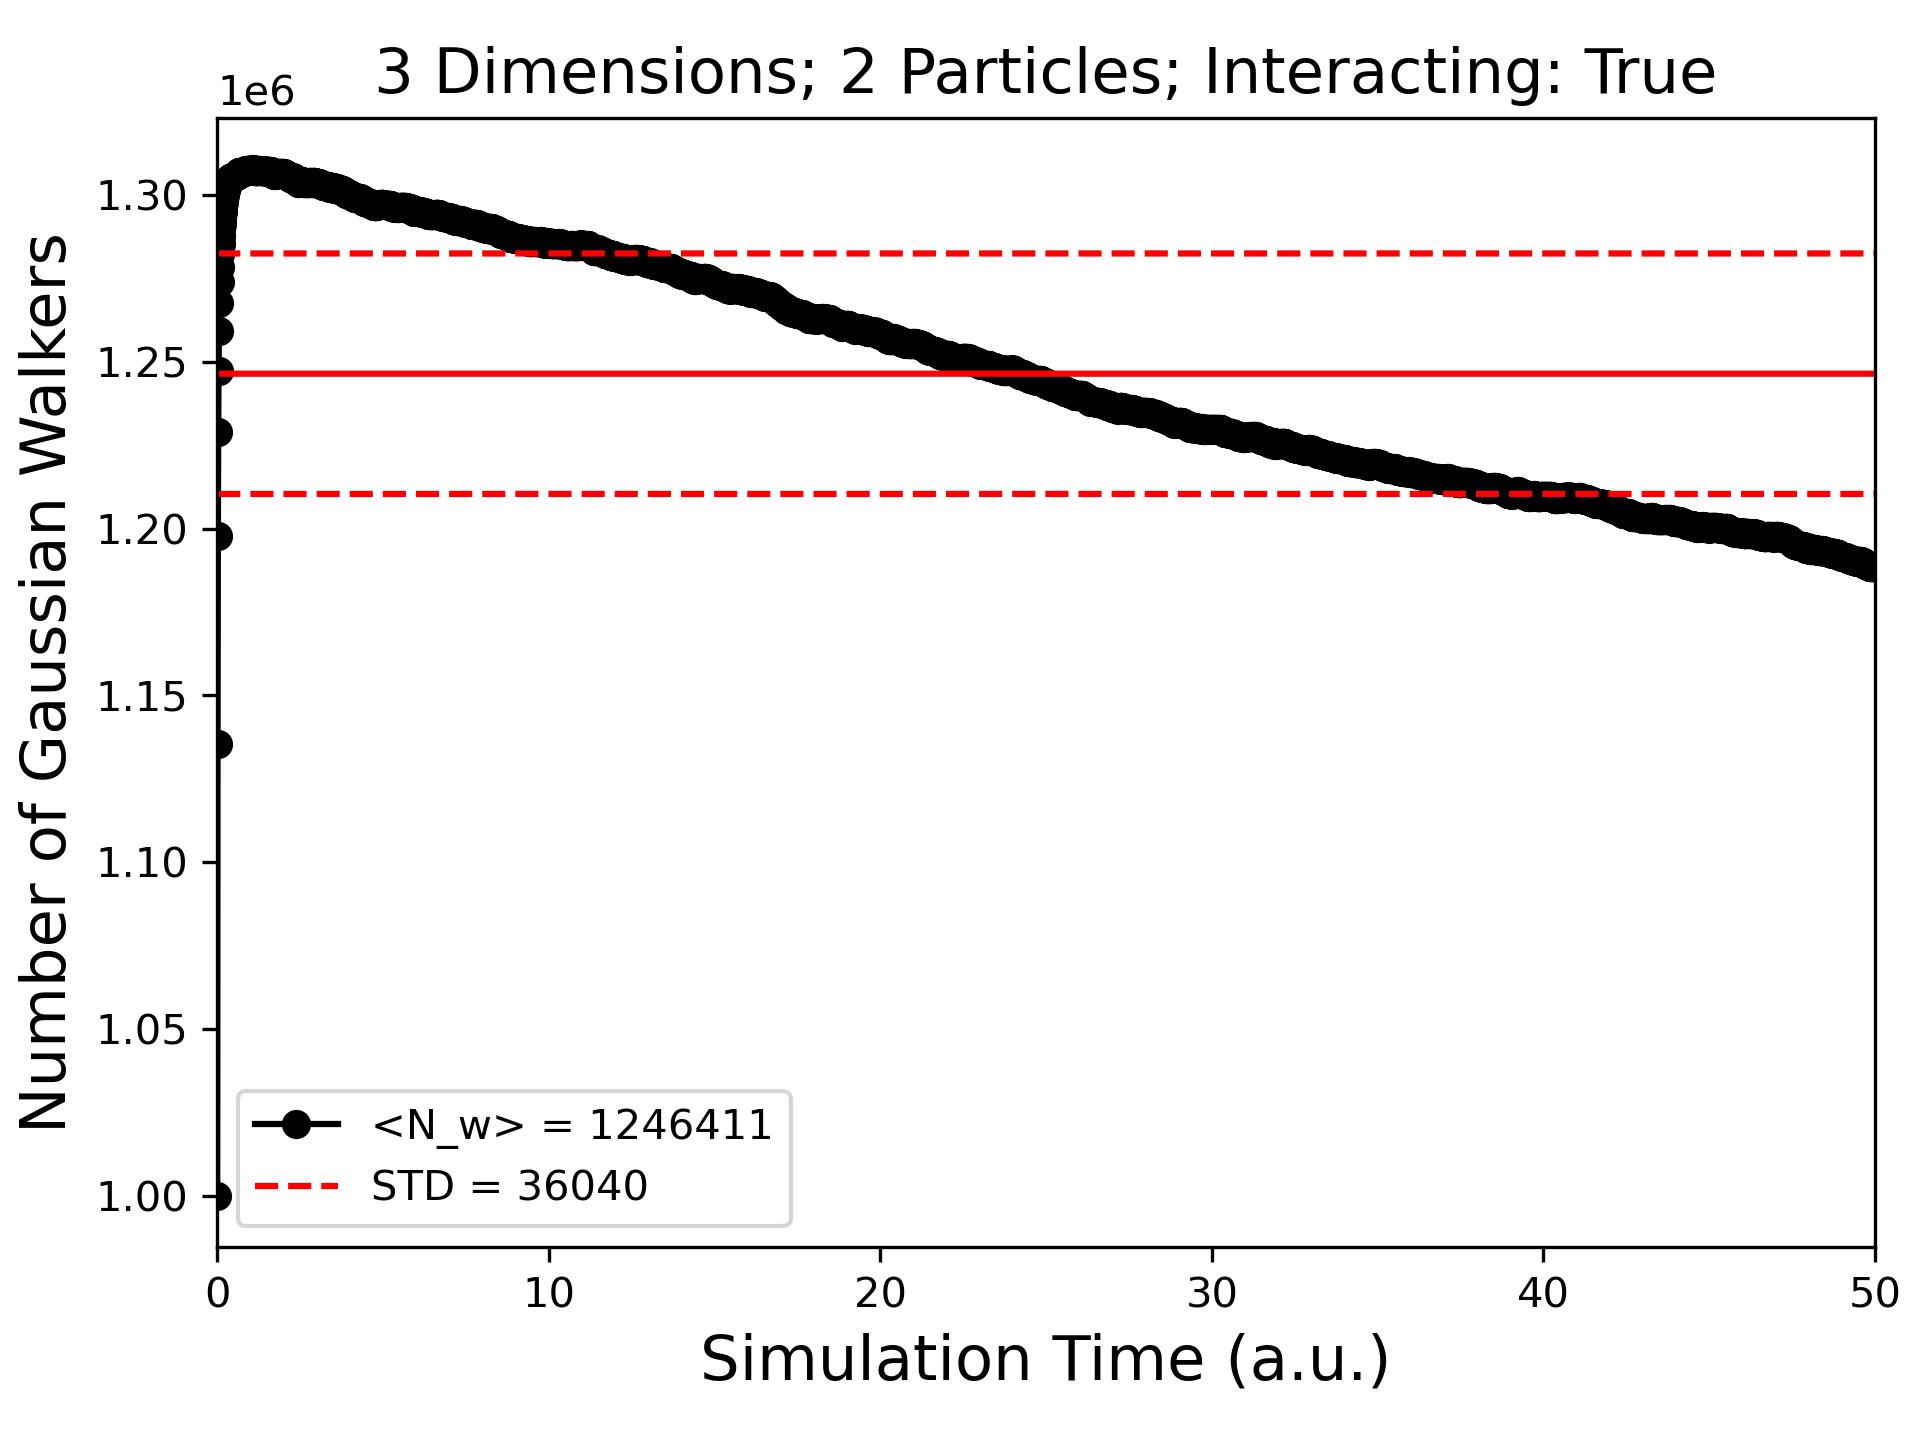 3 Dimensions; 2 Particles; Interacting: True
1e6
Number of Gaussian Walkers
1.30
1.25
1.20
1.15
1.10
1.05
1.00
<N_w> = 1246411
STD = 36040
0 10 20 30 40 50
Simulation Time (a.u.)